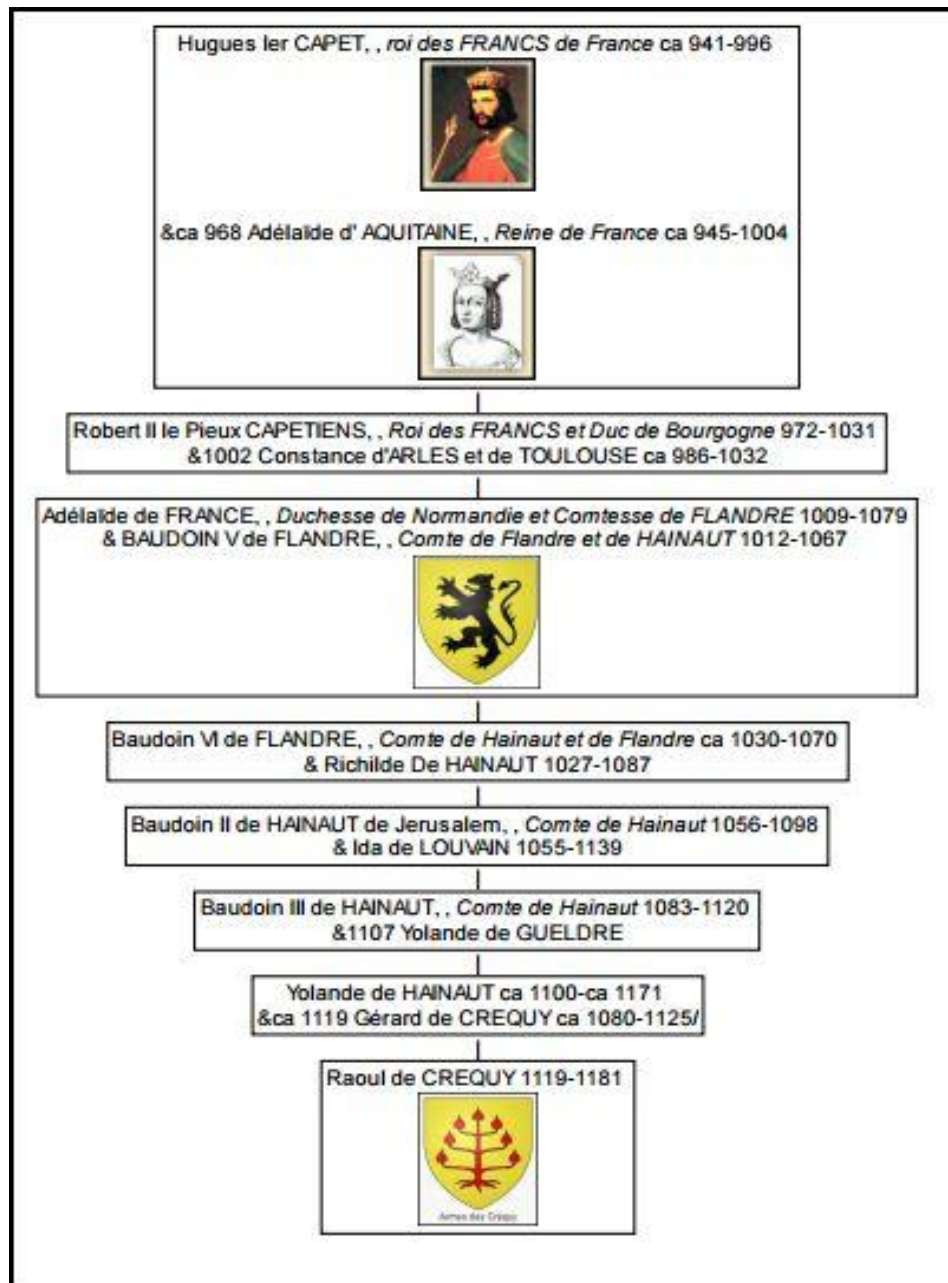 Hugues Ier CAPET, , roi des FRANCS de France ca 941-996
&ca 968 Adélaïde d' AQUITAINE, , Reine de France ca 945-1004
Robert II le Pieux CAPETIENS, , Roi des FRANCS et Duc de Bourgogne 972-1031
&1002 Constance d'ARLES et de TOULOUSE ca 986-1032
Adélaïde de FRANCE, , Duchesse de Normandie et Comtesse de FLANDRE 1009-1079
& BAUDOIN V de FLANDRE, , Comte de Flandre et de HAINAUT 1012-1067
Baudoin VI de FLANDRE, , Comte de Hainaut et de Flandre ca 1030-1070
& Richilde De HAINAUT 1027-1087
Baudoin II de HAINAUT de Jerusalem, , Comte de Hainaut 1056-1098
& Ida de LOUVAIN 1055-1139
Baudoin III de HAINAUT, , Comte de Hainaut 1083-1120
&1107 Yolande de GUELDRE
Yolande de HAINAUT ca 1100-ca 1171
&ca 1119 Gérard de CREQUY ca 1080-1125/
Raoul de CREQUY 1119-1181
Armes des Créquy